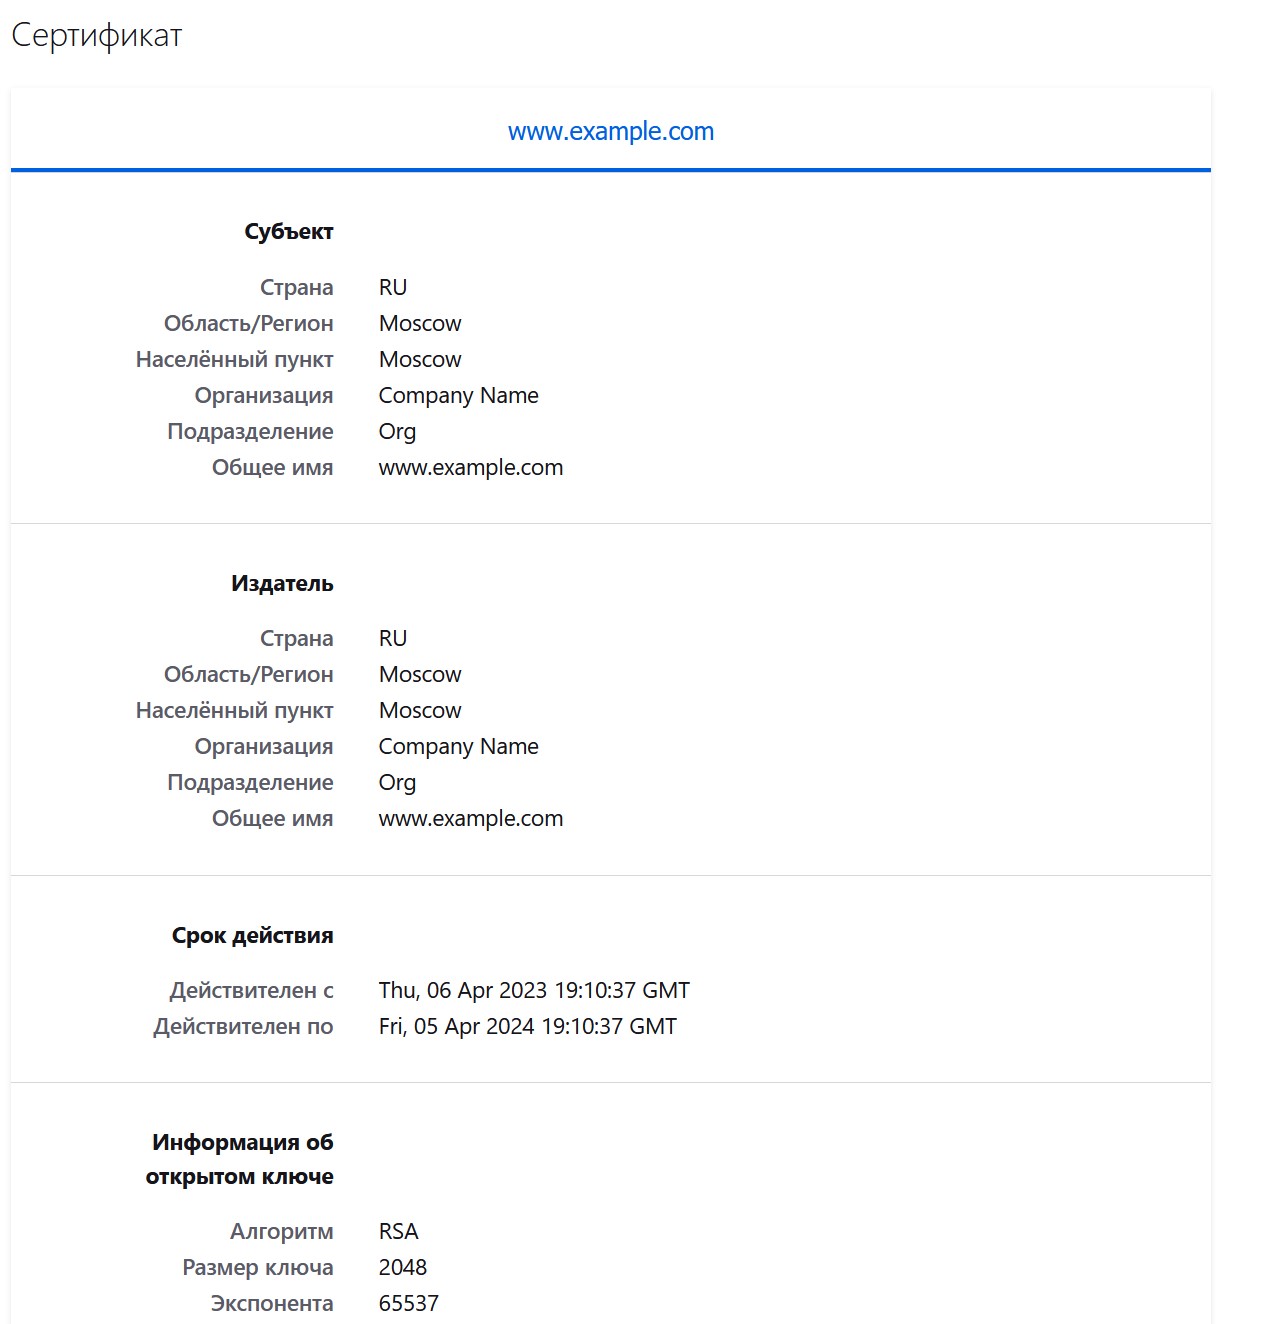 Сертификат
www.example.com
Субъект
Страна RU
Область/Регион Moscow
Населённый пункт Moscow
Организация Company Name
Подразделение Org
Общее имя www.example.com
Издатель
Страна RU
Область/Регион Moscow
Населённый пункт Moscow
Организация Company Name
Подразделение Org
Общее имя www.example.com
Срок действия
Действителен с Thu, 06 Apr 2023 19:10:37 GMT
Действителен по Fri, 05 Apr 2024 19:10:37 GMT
Информация об
открытом ключе
Алгоритм RSA
Размер ключа 2048
Экспонента 65537